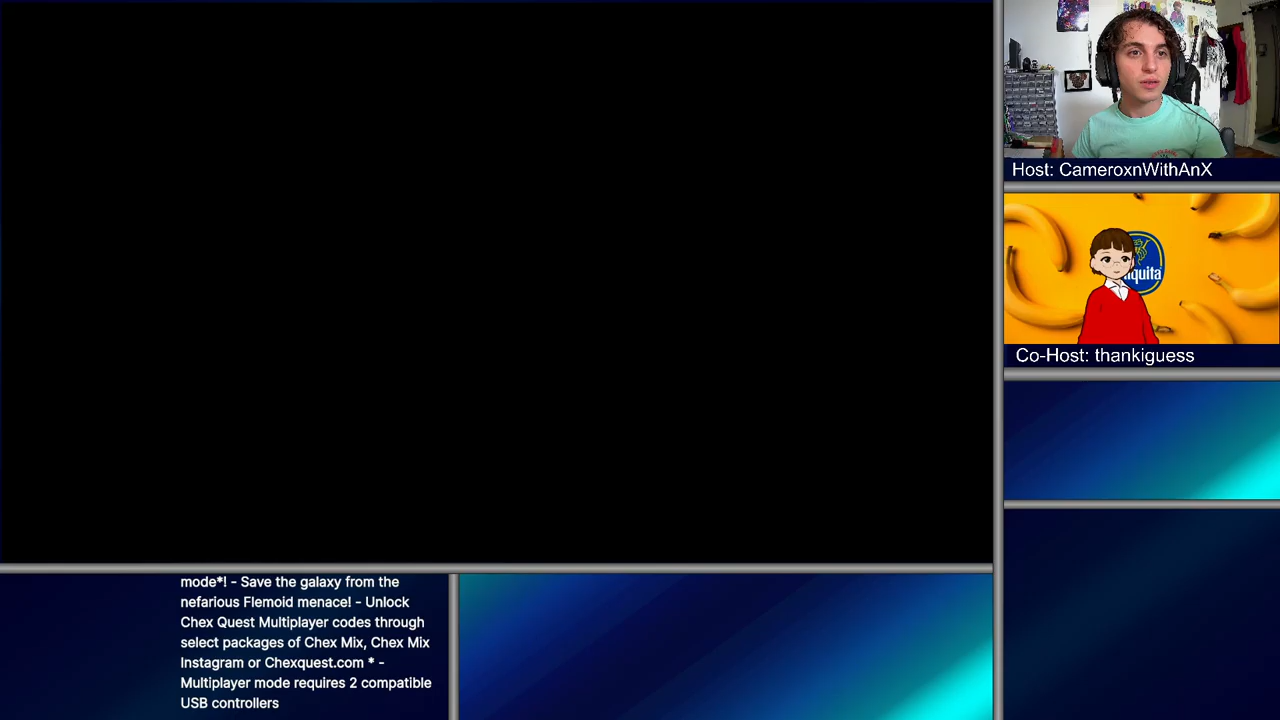 Host: CameroxnWithAnX
iquita
Co-Host: thankiguess
mode*! - Save the galaxy from the
nefarious Flemoid menace! - Unlock
Chex Quest Multiplayer codes through
select packages of Chex Mix, Chex Mix
Instagram or Chexquest.com * -
Multiplayer mode requires 2 compatible
USB controllers